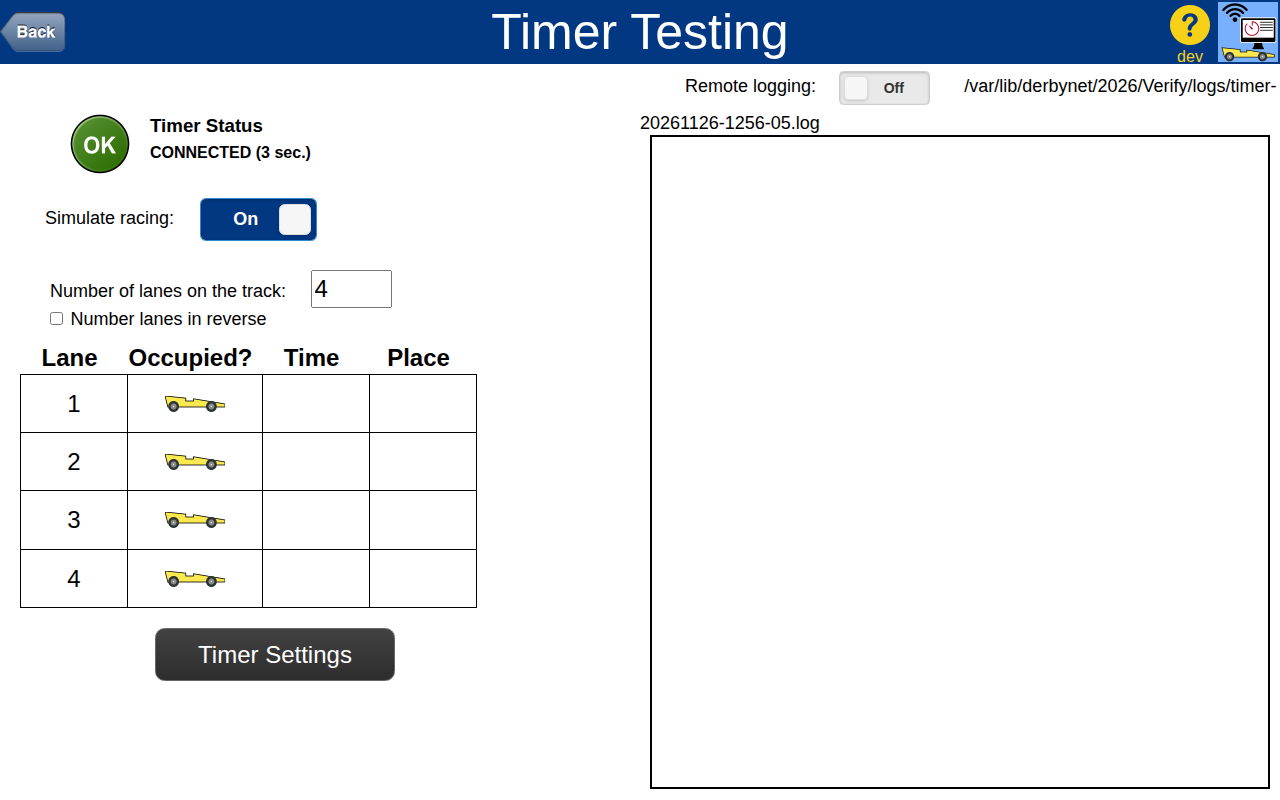 Back
Timer Testing
?
dev
Remote logging:
Off
/var/lib/derbynet/2026/Verify/logs/timer-
20261126-1256-05.log
OK
Timer Status
CONNECTED (3 sec.)
Simulate racing:
On
Number of lanes on the track:
4
Number lanes in reverse
Lane Occupied? Time Place
1
2
3
4
Timer Settings